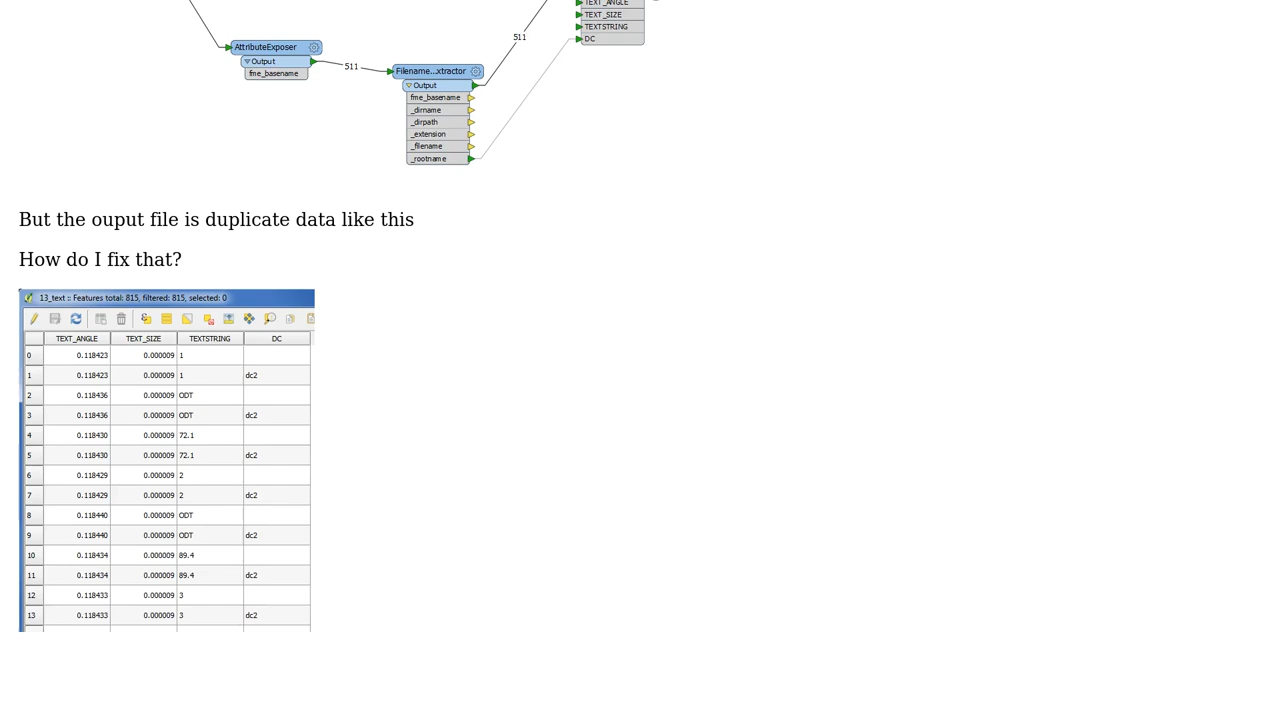 TEXT_ANGLE
TEXT_SIZE
TEXTSTRING
DC
511
AttributeExposer
Output
fme_basename
511
Filename...xtractor
Output
fme_basename
_dirname
_dirpath
_extension
_filename
_rootname
But the ouput file is duplicate data like this
How do I fix that?
13_text :: Features total: 815, filtered: 815, selected: 0
TEXT_ANGLE TEXT_SIZE TEXTSTRING DC
0 0.118423 0.000009 1
1 0.118423 0.000009 1 dc2
2 0.118436 0.000009 ODT
3 0.118436 0.000009 ODT dc2
4 0.118430 0.000009 72.1
5 0.118430 0.000009 72.1 dc2
6 0.118429 0.000009 2
7 0.118429 0.000009 2 dc2
8 0.118440 0.000009 ODT
9 0.118440 0.000009 ODT dc2
10 0.118434 0.000009 89.4
11 0.118434 0.000009 89.4 dc2
12 0.118433 0.000009 3
13 0.118433 0.000009 3 dc2